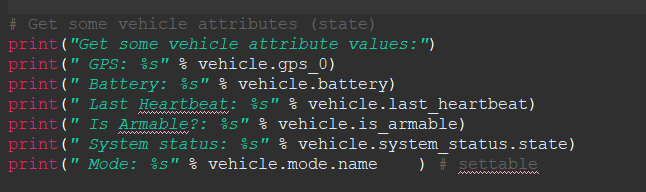 # Get some vehicle attributes (state)
print("Get some vehicle attribute values:")
print(" GPS: %s" % vehicle.gps_0)
print(" Battery: %s" % vehicle.battery)
print(" Last Heartbeat: %s" % vehicle.last_heartbeat)
print(" Is Armable?: %s" % vehicle.is_armable)
print(" System status: %s" % vehicle.system_status.state)
print(" Mode: %s" % vehicle.mode.name    ) # settable